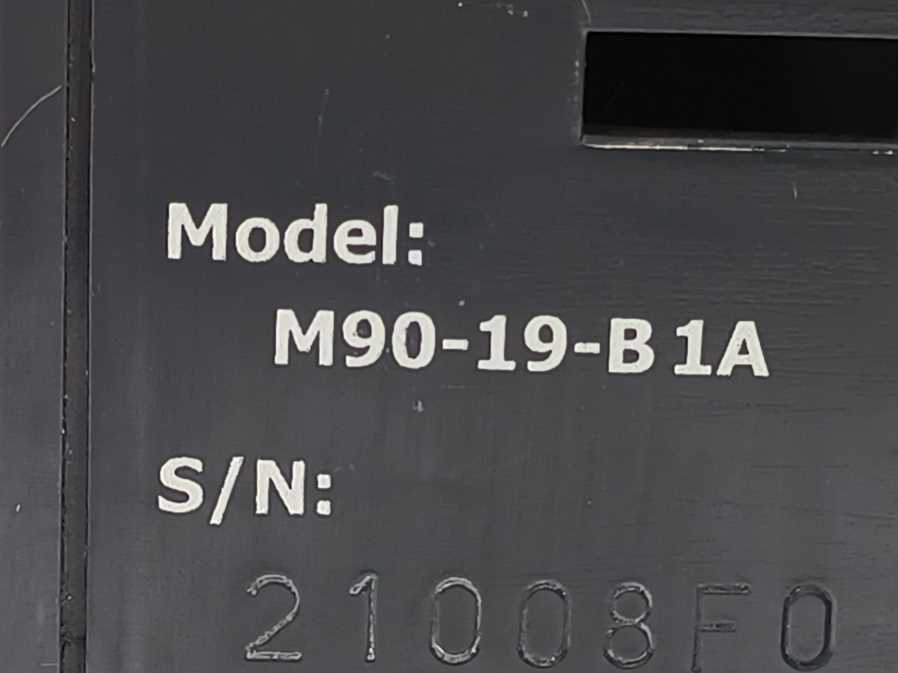 Model:
M90-19-B1A
S/N:
21008F0